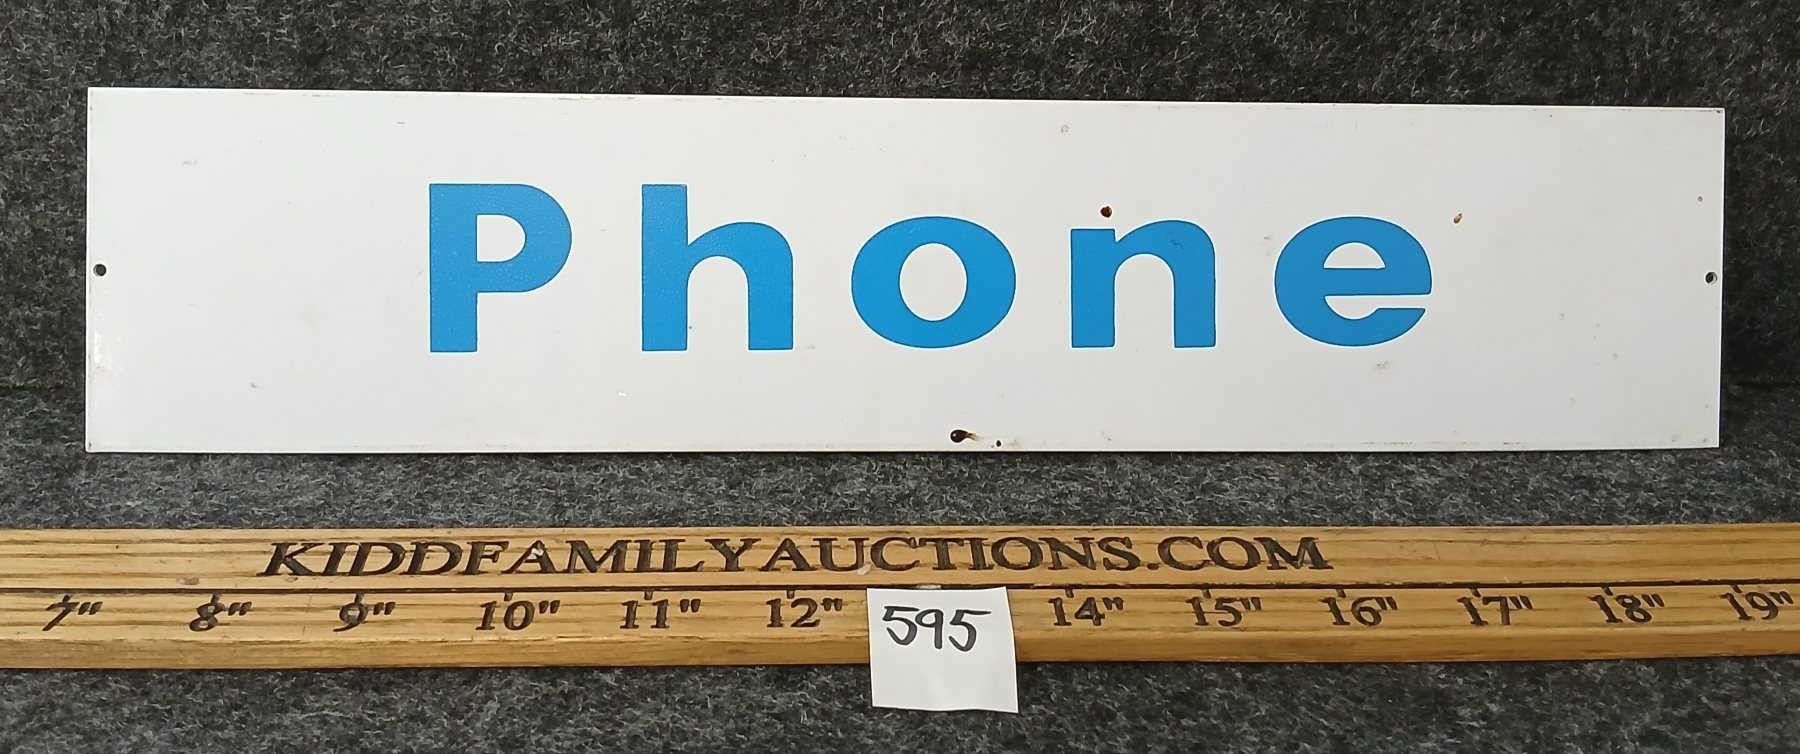 Phone
KIDDFAMILYAUCTIONS.COM
7" 8" 9" 10" 11" 12" 14" 15" 16" 17" 18" 19"
595